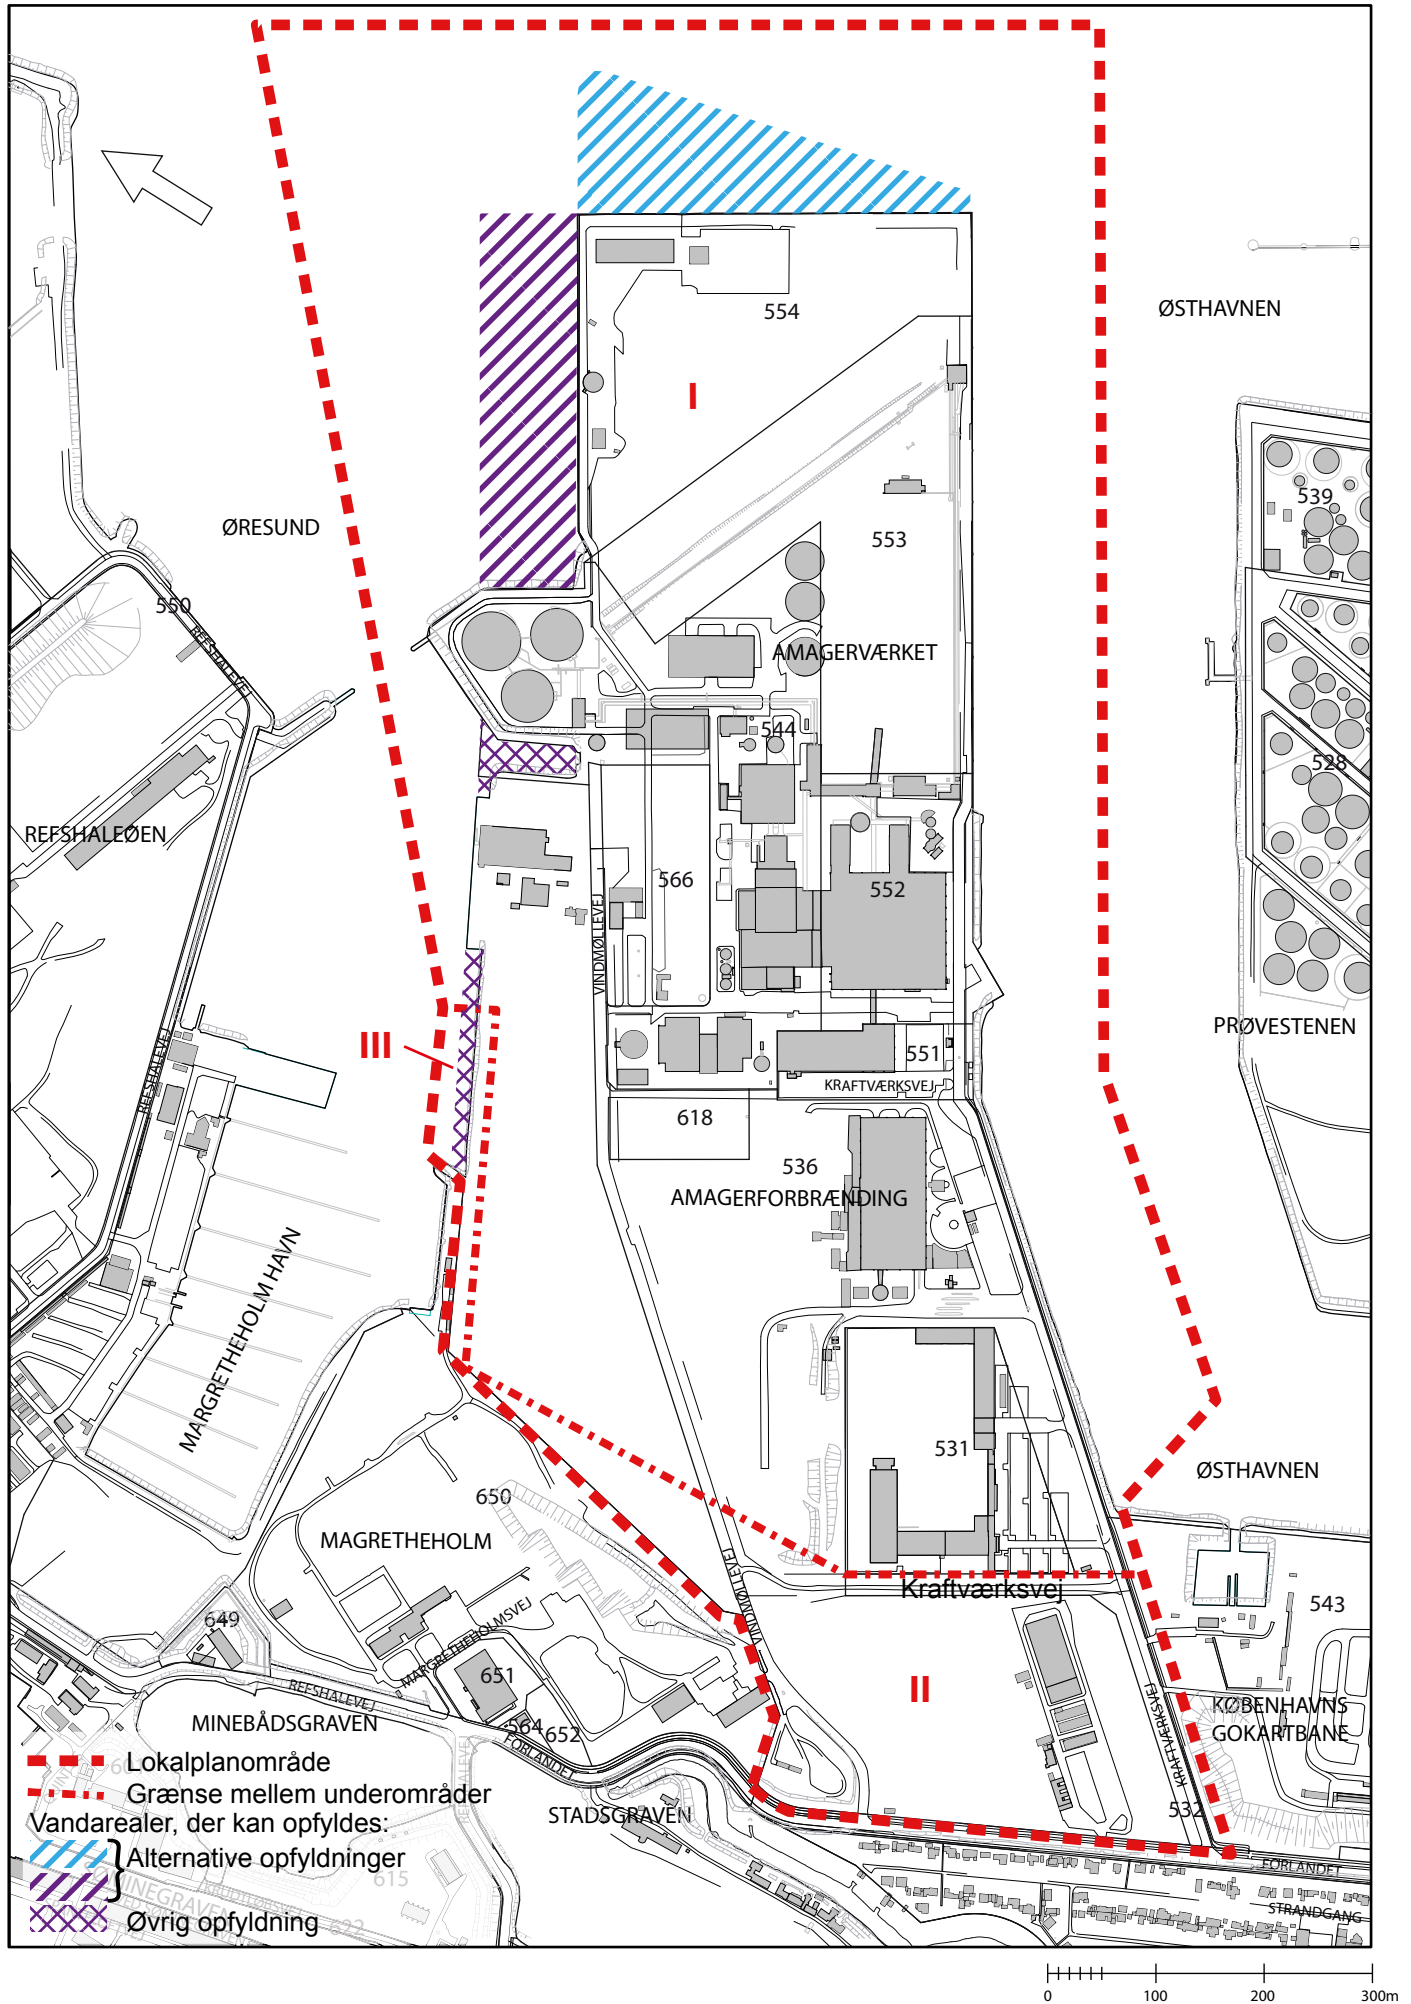 554
ØSTHAVNEN
I
539
ØRESUND
553
550
REFSHALEVEJ
AMAGERVÆRKET
544
528
REFSHALEØEN
566
552
VINDMØLLEVEJ
PRØVESTENEN
III
551
REFSHALEVEJ
KRAFTVÆRKSVEJ
618
536
AMAGERFORBRÆNDING
MARGRETHEHOLM HAVN
531
ØSTHAVNEN
650
MAGRETHEHOLM
VINDMØLLEVEJ
Kraftværksvej
543
649
MARGRETHEHOLMSVEJ
651
II
REFSHALEVEJ
KRAFTVÆRKSVEJ
KØBENHAVNS
GOKARTBANE
MINEBÅDSGRAVEN
564
652
FORLANDET
532
STADSGRAVEN
FORLANDET
STRANDGANG
Lokalplanområde
Grænse mellem underområder
Vandarealer, der kan opfyldes:
Alternative opfyldninger
615
Øvrig opfyldning
622
0 100 200 300m